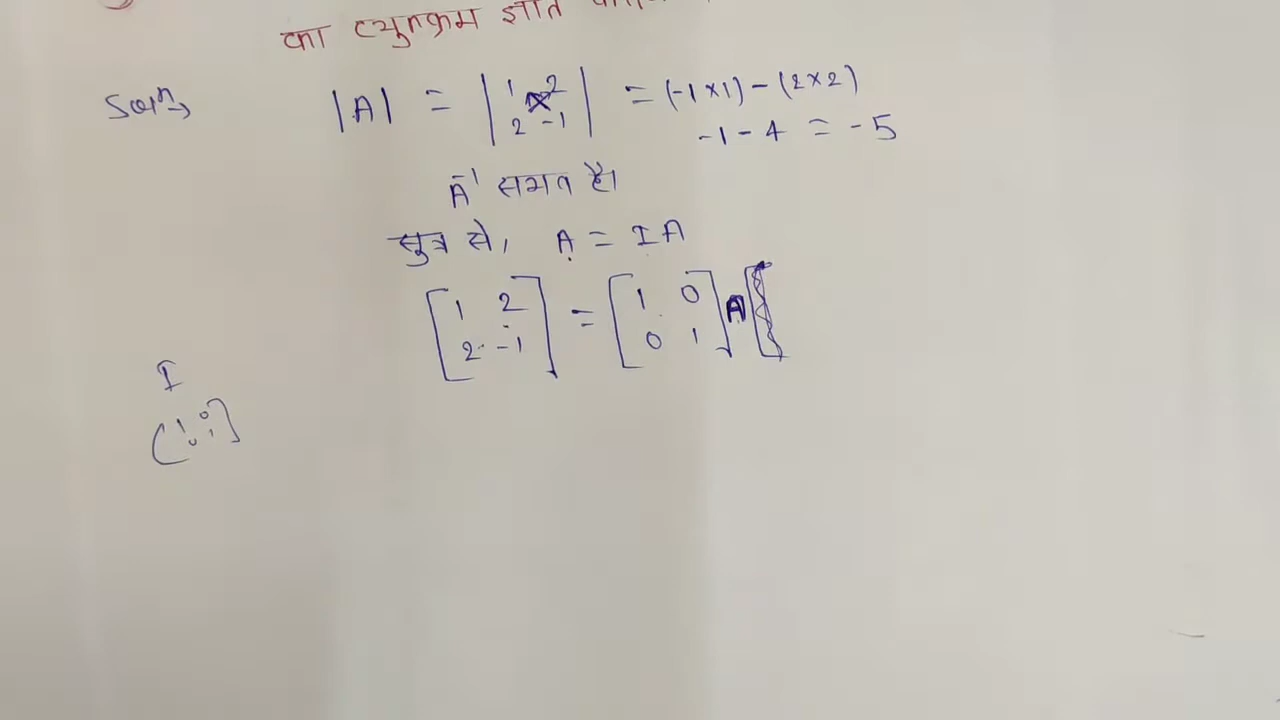 का व्युत्क्रम ज्ञात
Solⁿ,
|A| = | 1 2 2 -1 | = (-1×1) - (2×2)
-1 - 4 = -5
A⁻¹ सभव है।
सुत्र से, A = IA
[ 1 2 2 -1 ] = [ 1 0 0 1 ] A
I
[ 1 0 0 1 ]